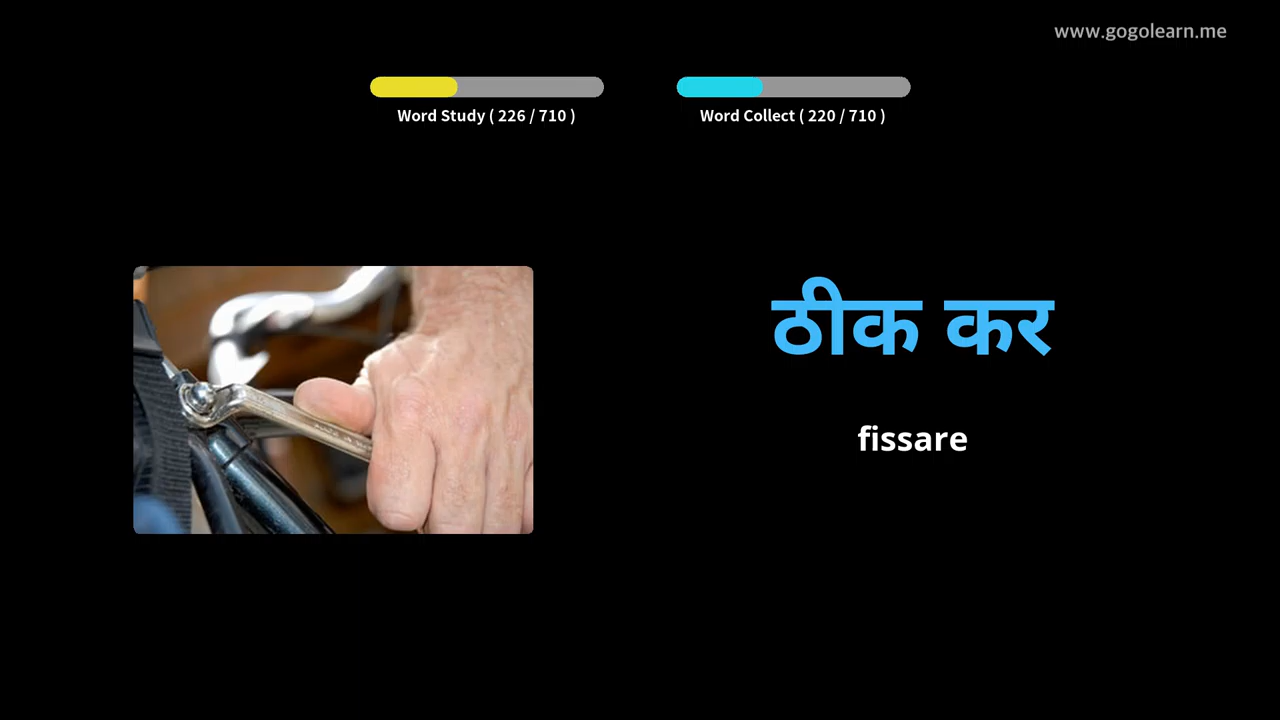 www.gogolearn.me
Word Study ( 226 / 710 )
Word Collect ( 220 / 710 )
ठीक कर
fissare